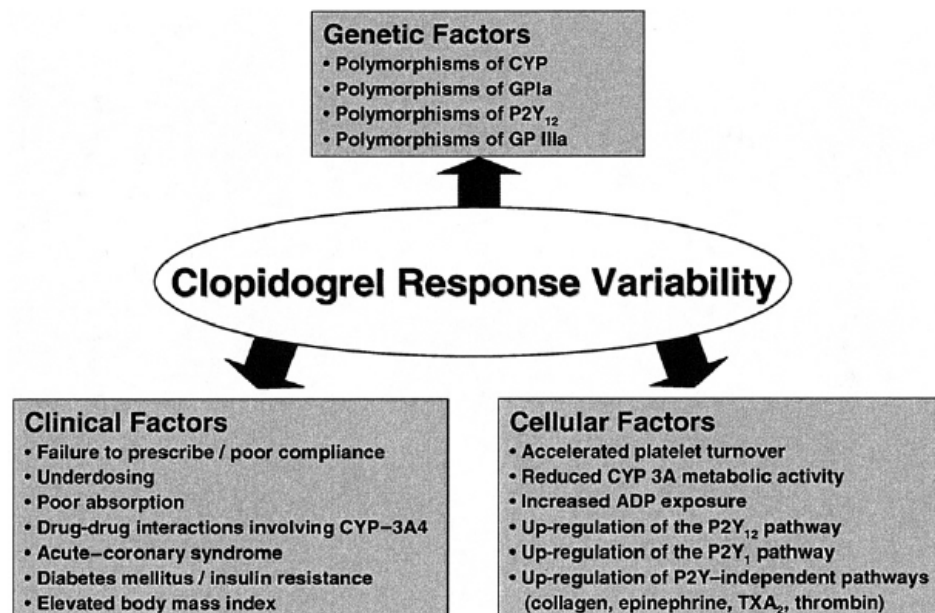 Genetic Factors
• Polymorphisms of CYP
• Polymorphisms of GPIa
• Polymorphisms of P2Y₁₂
• Polymorphisms of GP IIIa
Clopidogrel Response Variability
Clinical Factors
• Failure to prescribe / poor compliance
• Underdosing
• Poor absorption
• Drug-drug interactions involving CYP–3A4
• Acute–coronary syndrome
• Diabetes mellitus / insulin resistance
• Elevated body mass index
Cellular Factors
• Accelerated platelet turnover
• Reduced CYP 3A metabolic activity
• Increased ADP exposure
• Up-regulation of the P2Y₁₂ pathway
• Up-regulation of the P2Y₁ pathway
• Up-regulation of P2Y–independent pathways
(collagen, epinephrine, TXA₂, thrombin)